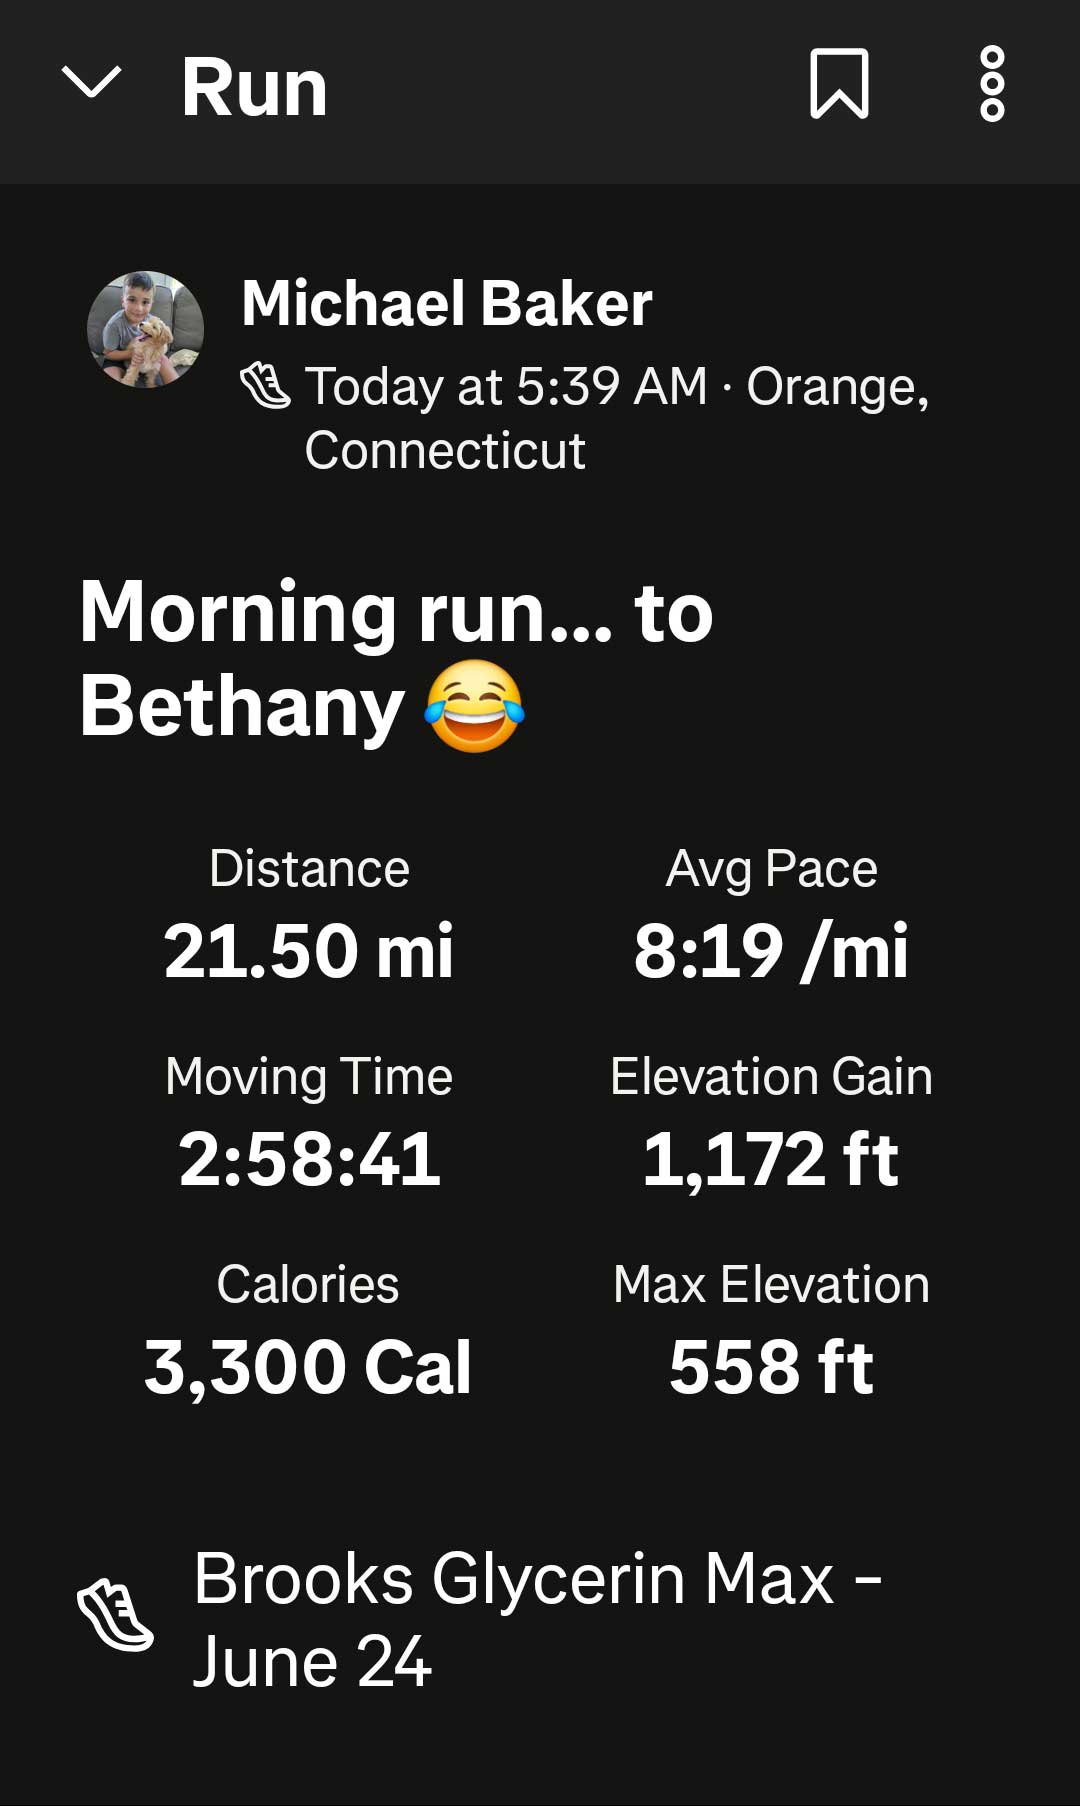 Run
Michael Baker
Today at 5:39 AM · Orange,
Connecticut
Morning run... to
Bethany 😂
Distance
Avg Pace
21.50 mi
8:19 /mi
Moving Time
Elevation Gain
2:58:41
1,172 ft
Calories
Max Elevation
3,300 Cal
558 ft
Brooks Glycerin Max -
June 24